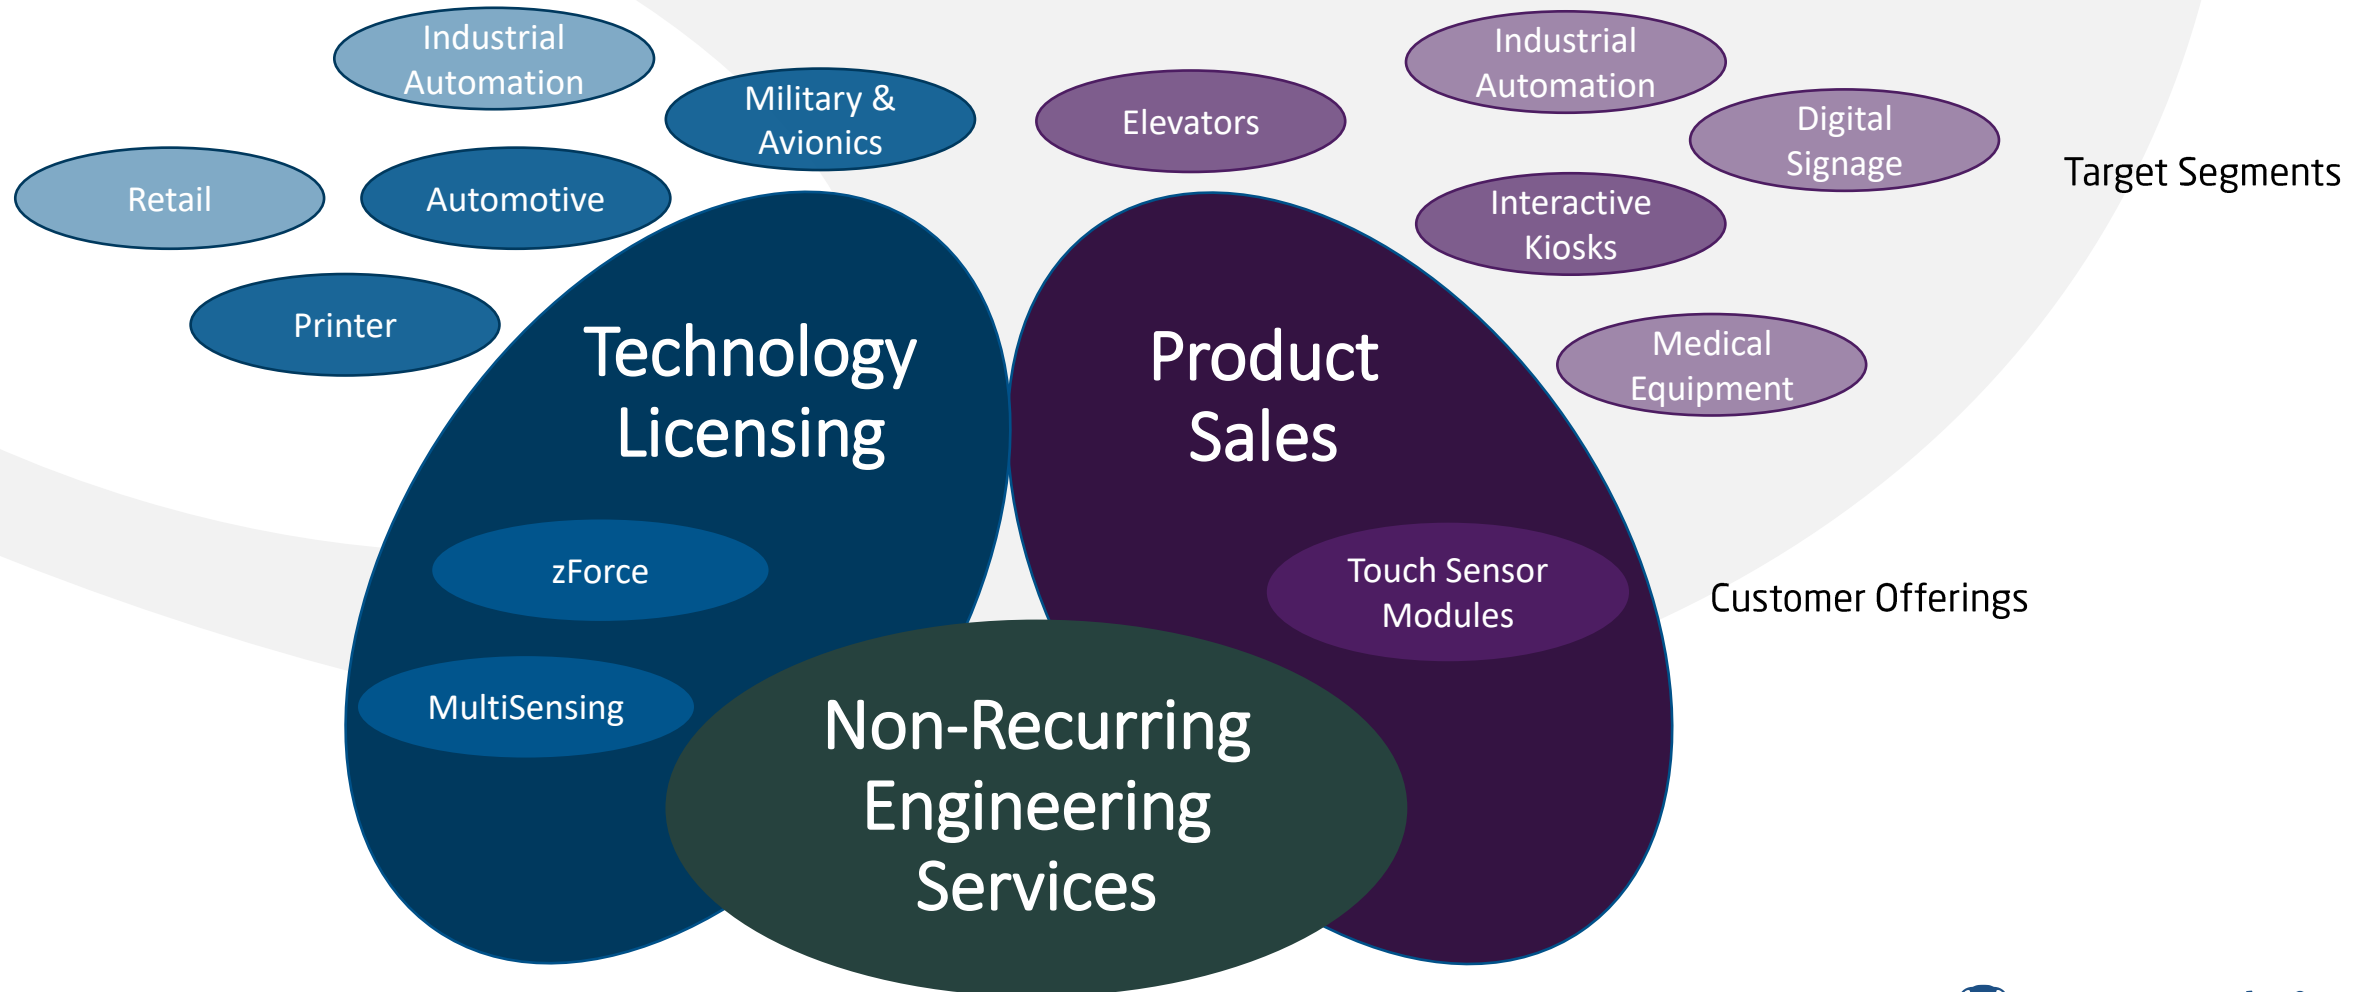 Industrial
Automation
Military &
Avionics
Retail
Automotive
Printer
Elevators
Industrial
Automation
Digital
Signage
Interactive
Kiosks
Medical
Equipment
Target Segments
Technology
Licensing
zForce
MultiSensing
Product
Sales
Touch Sensor
Modules
Customer Offerings
Non-Recurring
Engineering
Services